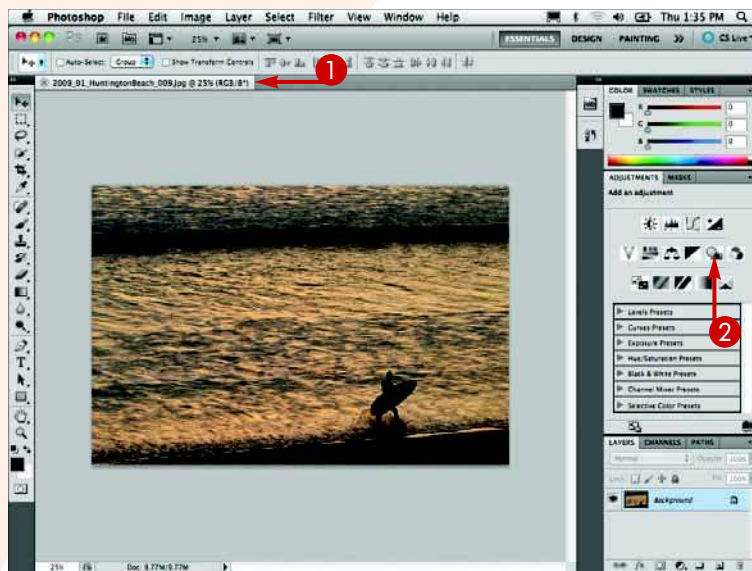 Photoshop File Edit Image Layer Select Filter View Window Help Thu 1:35 PM
Ps Br Mb 25% ESSENTIALS DESIGN PAINTING >> CS Live
Auto-Select: Group Show Transform Controls
1
2009_01_HuntingtonBeach_009.jpg @ 25% (RGB/8*)
COLOR SWATCHES STYLES
R 0
G 0
B 0
ADJUSTMENTS MASKS
Add an adjustment
2
Levels Presets
Curves Presets
Exposure Presets
Hue/Saturation Presets
Black & White Presets
Channel Mixer Presets
Selective Color Presets
LAYERS CHANNELS PATHS
Normal Opacity: 100%
Lock: Fill: 100%
Background
25% Doc: 9.77M/9.77M